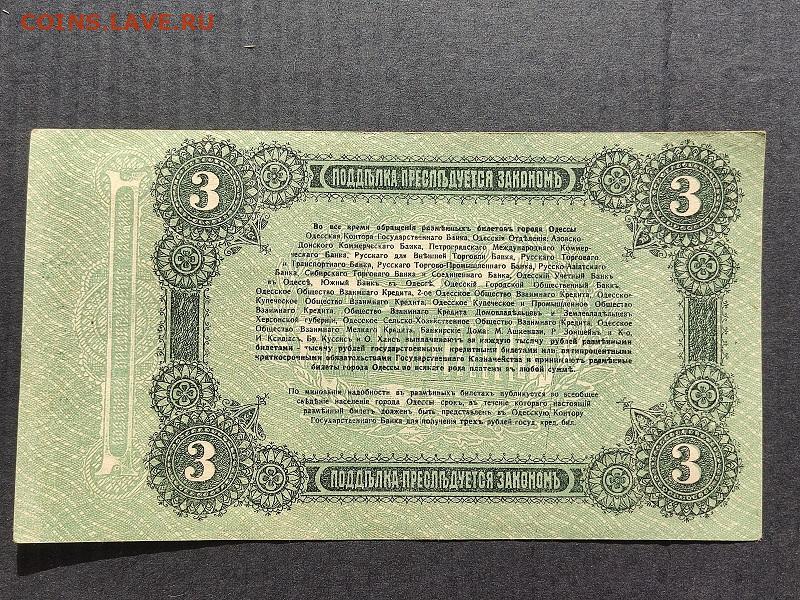 COINS.LAVE.RU
3
ПОДДѢЛКА ПРЕСЛѢДУЕТСЯ ЗАКОНОМЪ
3
Во все время обращенія размѣнныхъ билетовъ города Одессы
Одесская Контора Государственнаго Банка, Одесскія Отдѣленія: Азовско-
Донского Коммерческаго Банка, Петроградскаго Международнаго Коммер-
ческаго Банка, Русскаго для Внѣшней Торговли Банка, Русскаго Торговаго
и Транспортнаго Банка, Русскаго Торгово-Промышленнаго Банка, Русско-Азіатскаго
Банка, Сибирскаго Торговаго Банка и Соединеннаго Банка, Одесскій Учетный Банкъ
въ Одессѣ, Южный Банкъ въ Одессѣ, Одесскій Городской Общественный Банкъ,
Одесское Общество Взаимнаго Кредита, 2-ое Одесское Общество Взаимнаго Кредита, Одесско-
Купеческое Общество Взаимнаго Кредита, Одесское Купеческое и Промышленное Общество
Взаимнаго Кредита, Общество Взаимнаго Кредита Домовладѣльцевъ и Землевладѣльцевъ
Херсонской губерніи, Одесское Сельско-Хозяйственное Общество Взаимнаго Кредита, Одесское
Общество Взаимнаго Мелкаго Кредита, Банкирскіе Дома: М. Ашкенази, Р. Зонщейнъ и К-о,
И. Ксидіасъ, Бр. Куссисъ и О. Хаисъ выплачиваютъ за каждую тысячу рублей размѣнными
билетами - тысячу рублей государственными кредитными билетами или пятипроцентными
краткосрочными обязательствами Государственнаго Казначейства и принимаютъ размѣнные
билеты города Одессы во всякаго рода платежи въ любой суммѣ.
По минованіи надобности въ размѣнныхъ билетахъ публикуется во всеобщее
свѣдѣніе населенія города Одессы срокъ, въ теченіе котораго настоящій
размѣнный билетъ долженъ быть представленъ въ Одесскую Контору
Государственнаго Банка для полученія трехъ рублей госуд. кред. бил.
3
ПОДДѢЛКА ПРЕСЛѢДУЕТСЯ ЗАКОНОМЪ
3